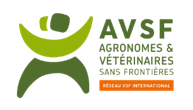 AVSF
AGRONOMES &
VÉTÉRINAIRES
SANS FRONTIÈRES
RÉSEAU VSF INTERNATIONAL